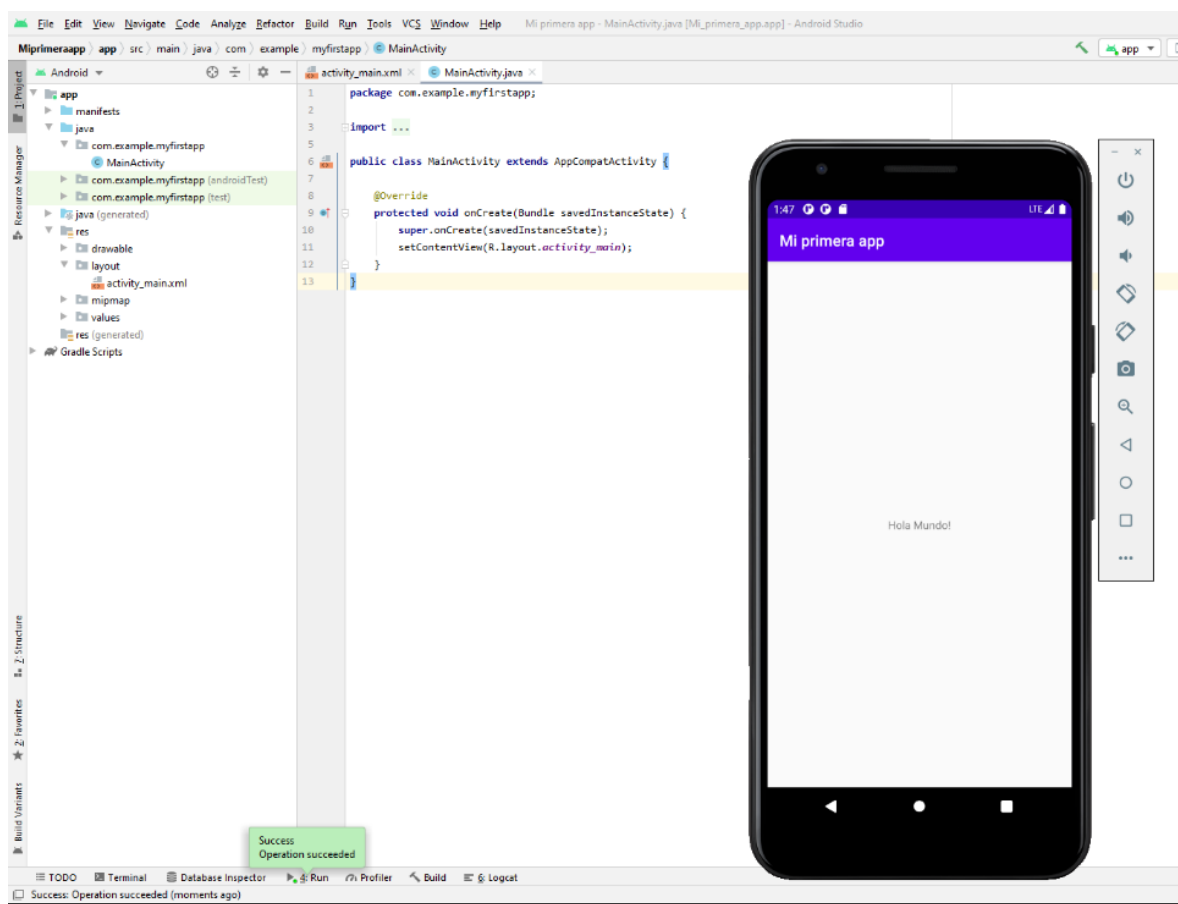 File Edit View Navigate Code Analyze Refactor Build Run Tools VCS Window Help Mi primera app - MainActivity.java [Mi_primera_app.app] - Android Studio
Miprimeraapp app src main java com example myfirstapp MainActivity app
1: Project
Resource Manager
Z: Structure
2: Favorites
Build Variants
Android
app
manifests
java
com.example.myfirstapp
MainActivity
com.example.myfirstapp (androidTest)
com.example.myfirstapp (test)
java (generated)
res
drawable
layout
activity_main.xml
mipmap
values
res (generated)
Gradle Scripts
activity_main.xml MainActivity.java
1 package com.example.myfirstapp;
2
3 import ...
5
6 public class MainActivity extends AppCompatActivity {
7
8 @Override
9 protected void onCreate(Bundle savedInstanceState) {
10 super.onCreate(savedInstanceState);
11 setContentView(R.layout.activity_main);
12 }
13 }
1:47 LTE
Mi primera app
Hola Mundo!
Success
Operation succeeded
TODO Terminal Database Inspector 4: Run Profiler Build 6: Logcat
Success: Operation succeeded (moments ago)